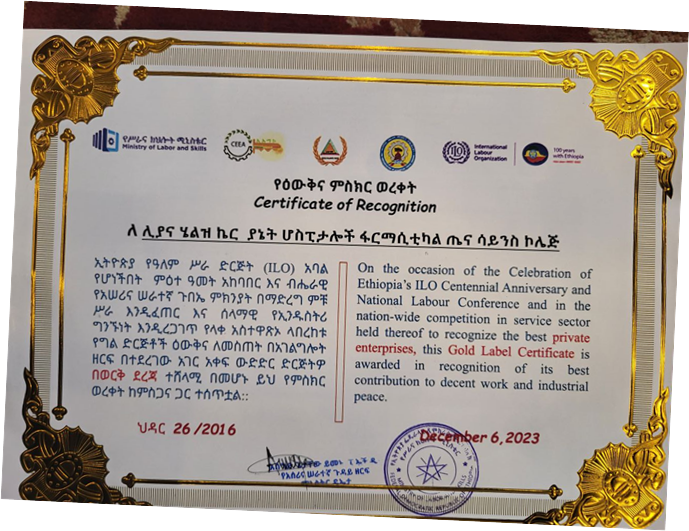 የሥራና ክህሎት ሚኒስቴር
Ministry of Labor and Skills
CEEA
ILO
International
Labour
Organization
100 years
with Ethiopia
የዕውቅና ምስክር ወረቀት
Certificate of Recognition
ለ ሊያና ሄልዝ ኬር ያኔት ሆስፒታሎች ፋርማሲቲካል ጤና ሳይንስ ኮሌጅ
ኢትዮጵያ የዓለም ሥራ ድርጅት (ILO) አባል
የሆነችበት ምዕተ ዓመት አከባበር እና ብሔራዊ
የአሠሪና ሠራተኛ ጉባኤ ምክንያት በማድረግ ምቹ
ሥራ እንዲፈጠር እና ሰላማዊ የኢንዱስትሪ
ግንኙነት እንዲረጋገጥ የላቀ አስተዋጽኦ ላበረከቱ
የግል ድርጅቶች ዕውቅና ለመስጠት በአገልግሎት
ዘርፍ በተደረገው አገር አቀፍ ውድድር ድርጅትዎ
በወርቅ ደረጃ ተሸላሚ በመሆኑ ይህ የምስክር
ወረቀት ከምስጋና ጋር ተሰጥቷል፡፡
On the occasion of the Celebration of
Ethiopia's ILO Centennial Anniversary and
National Labour Conference and in the
nation-wide competition in service sector
held thereof to recognize the best private
enterprises, this Gold Label Certificate is
awarded in recognition of its best
contribution to decent work and industrial
peace.
ህዳር 26 /2016
December 6,2023
የአሰሪና ሠራተኛ ጉዳይ ዘርፍ